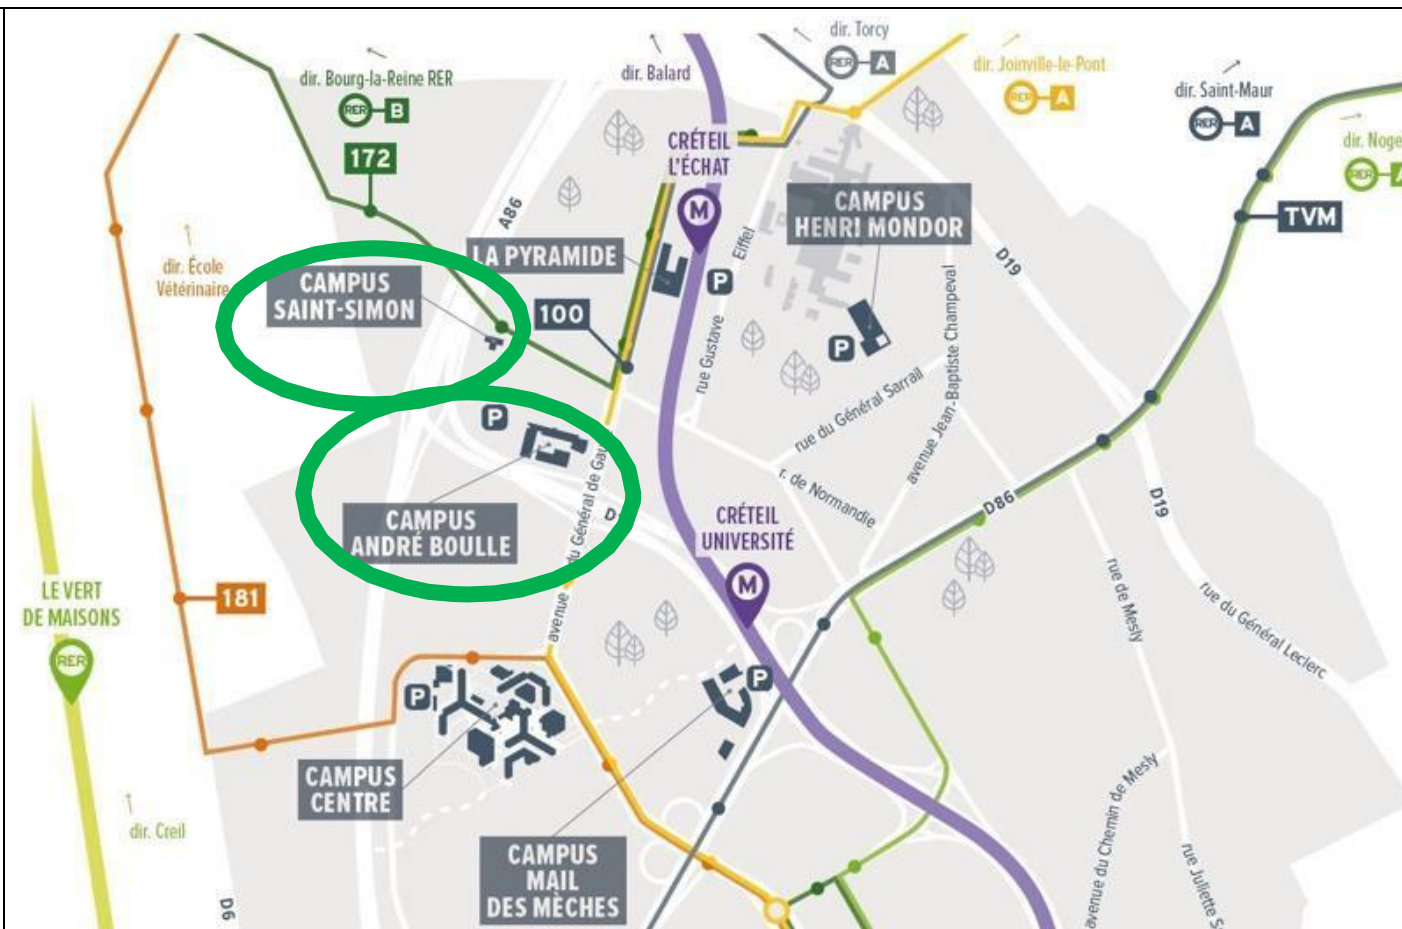 dir. Torcy
RER A
dir. Bourg-la-Reine RER
RER B
dir. Balard
dir. Joinville-le-Pont
RER A
dir. Saint-Maur
RER A
dir. Noge
RER A
172
CRÉTEIL
L'ÉCHAT
M
A86
CAMPUS
HENRI MONDOR
TVM
LA PYRAMIDE
P
Eiffel
D19
dir. École
Vétérinaire
CAMPUS
SAINT-SIMON
100
rue Gustave
P
avenue Jean-Baptiste Champeval
rue du Général Sarrail
P
r. de Normandie
CAMPUS
ANDRÉ BOULLE
avenue du Général de Gau
D86
D19
CRÉTEIL
UNIVERSITÉ
M
LE VERT
DE MAISONS
RER
181
rue de Mesly
rue du Général Leclerc
P
P
CAMPUS
CENTRE
dir. Creil
CAMPUS
MAIL
DES MÈCHES
avenue du Chemin de Mesly
rue Juliette S
D6